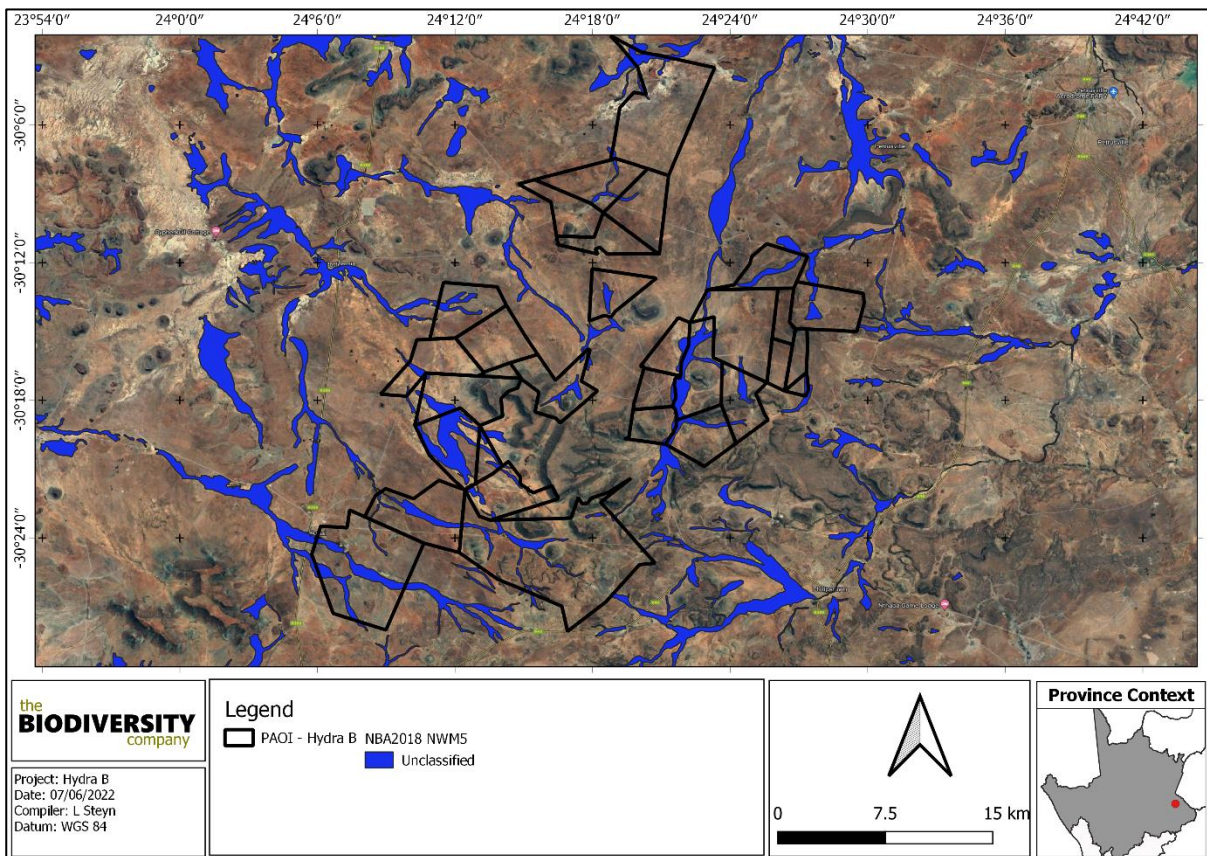 23°54'0″ 24°0'0″ 24°6'0″ 24°12'0″ 24°18'0″ 24°24'0″ 24°30'0″ 24°36'0″ 24°42'0″
-30°6'0″
-30°12'0″
-30°18'0″
-30°24'0″
Petrusville
Philipstown
the
BIODIVERSITY
company
Project: Hydra B
Date: 07/06/2022
Compiler: L Steyn
Datum: WGS 84
Legend
PAOI - Hydra B NBA2018 NWM5
Unclassified
0 7.5 15 km
Province Context